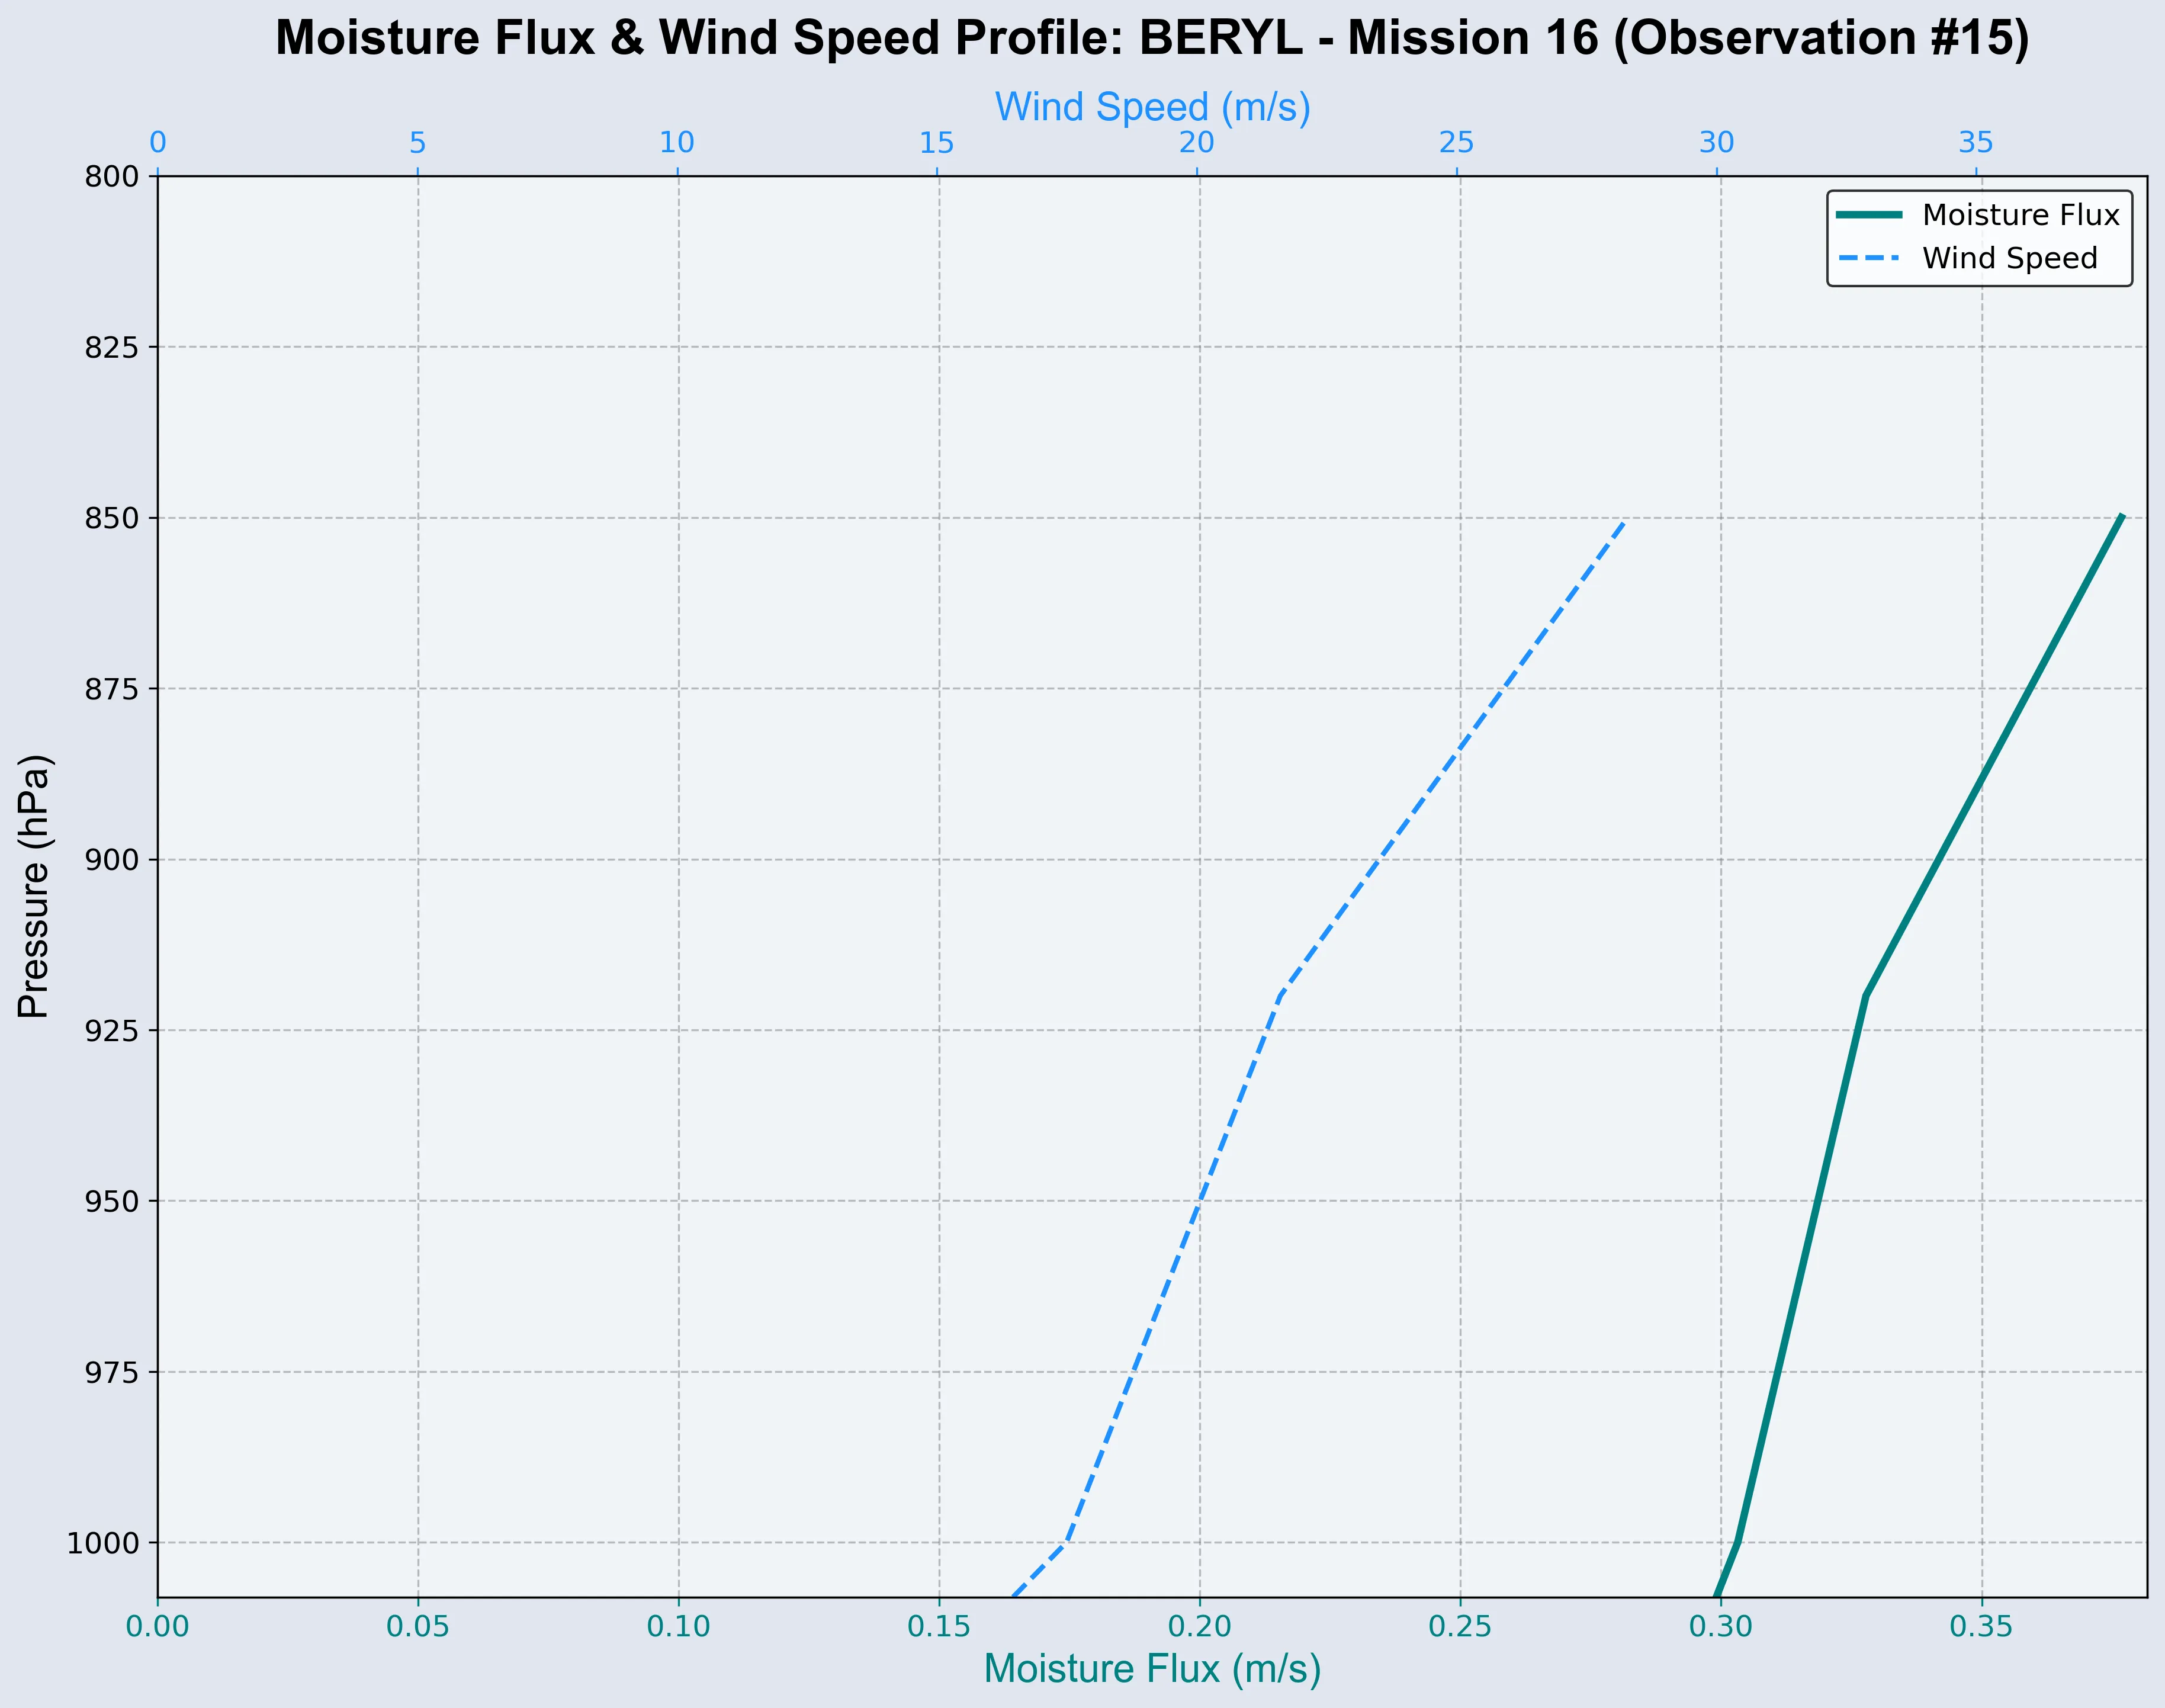 Moisture Flux & Wind Speed Profile: BERYL - Mission 16 (Observation #15)
Wind Speed (m/s)
0 5 10 15 20 25 30 35
Moisture Flux
Wind Speed
Pressure (hPa)
800
825
850
875
900
925
950
975
1000
0.00 0.05 0.10 0.15 0.20 0.25 0.30 0.35
Moisture Flux (m/s)